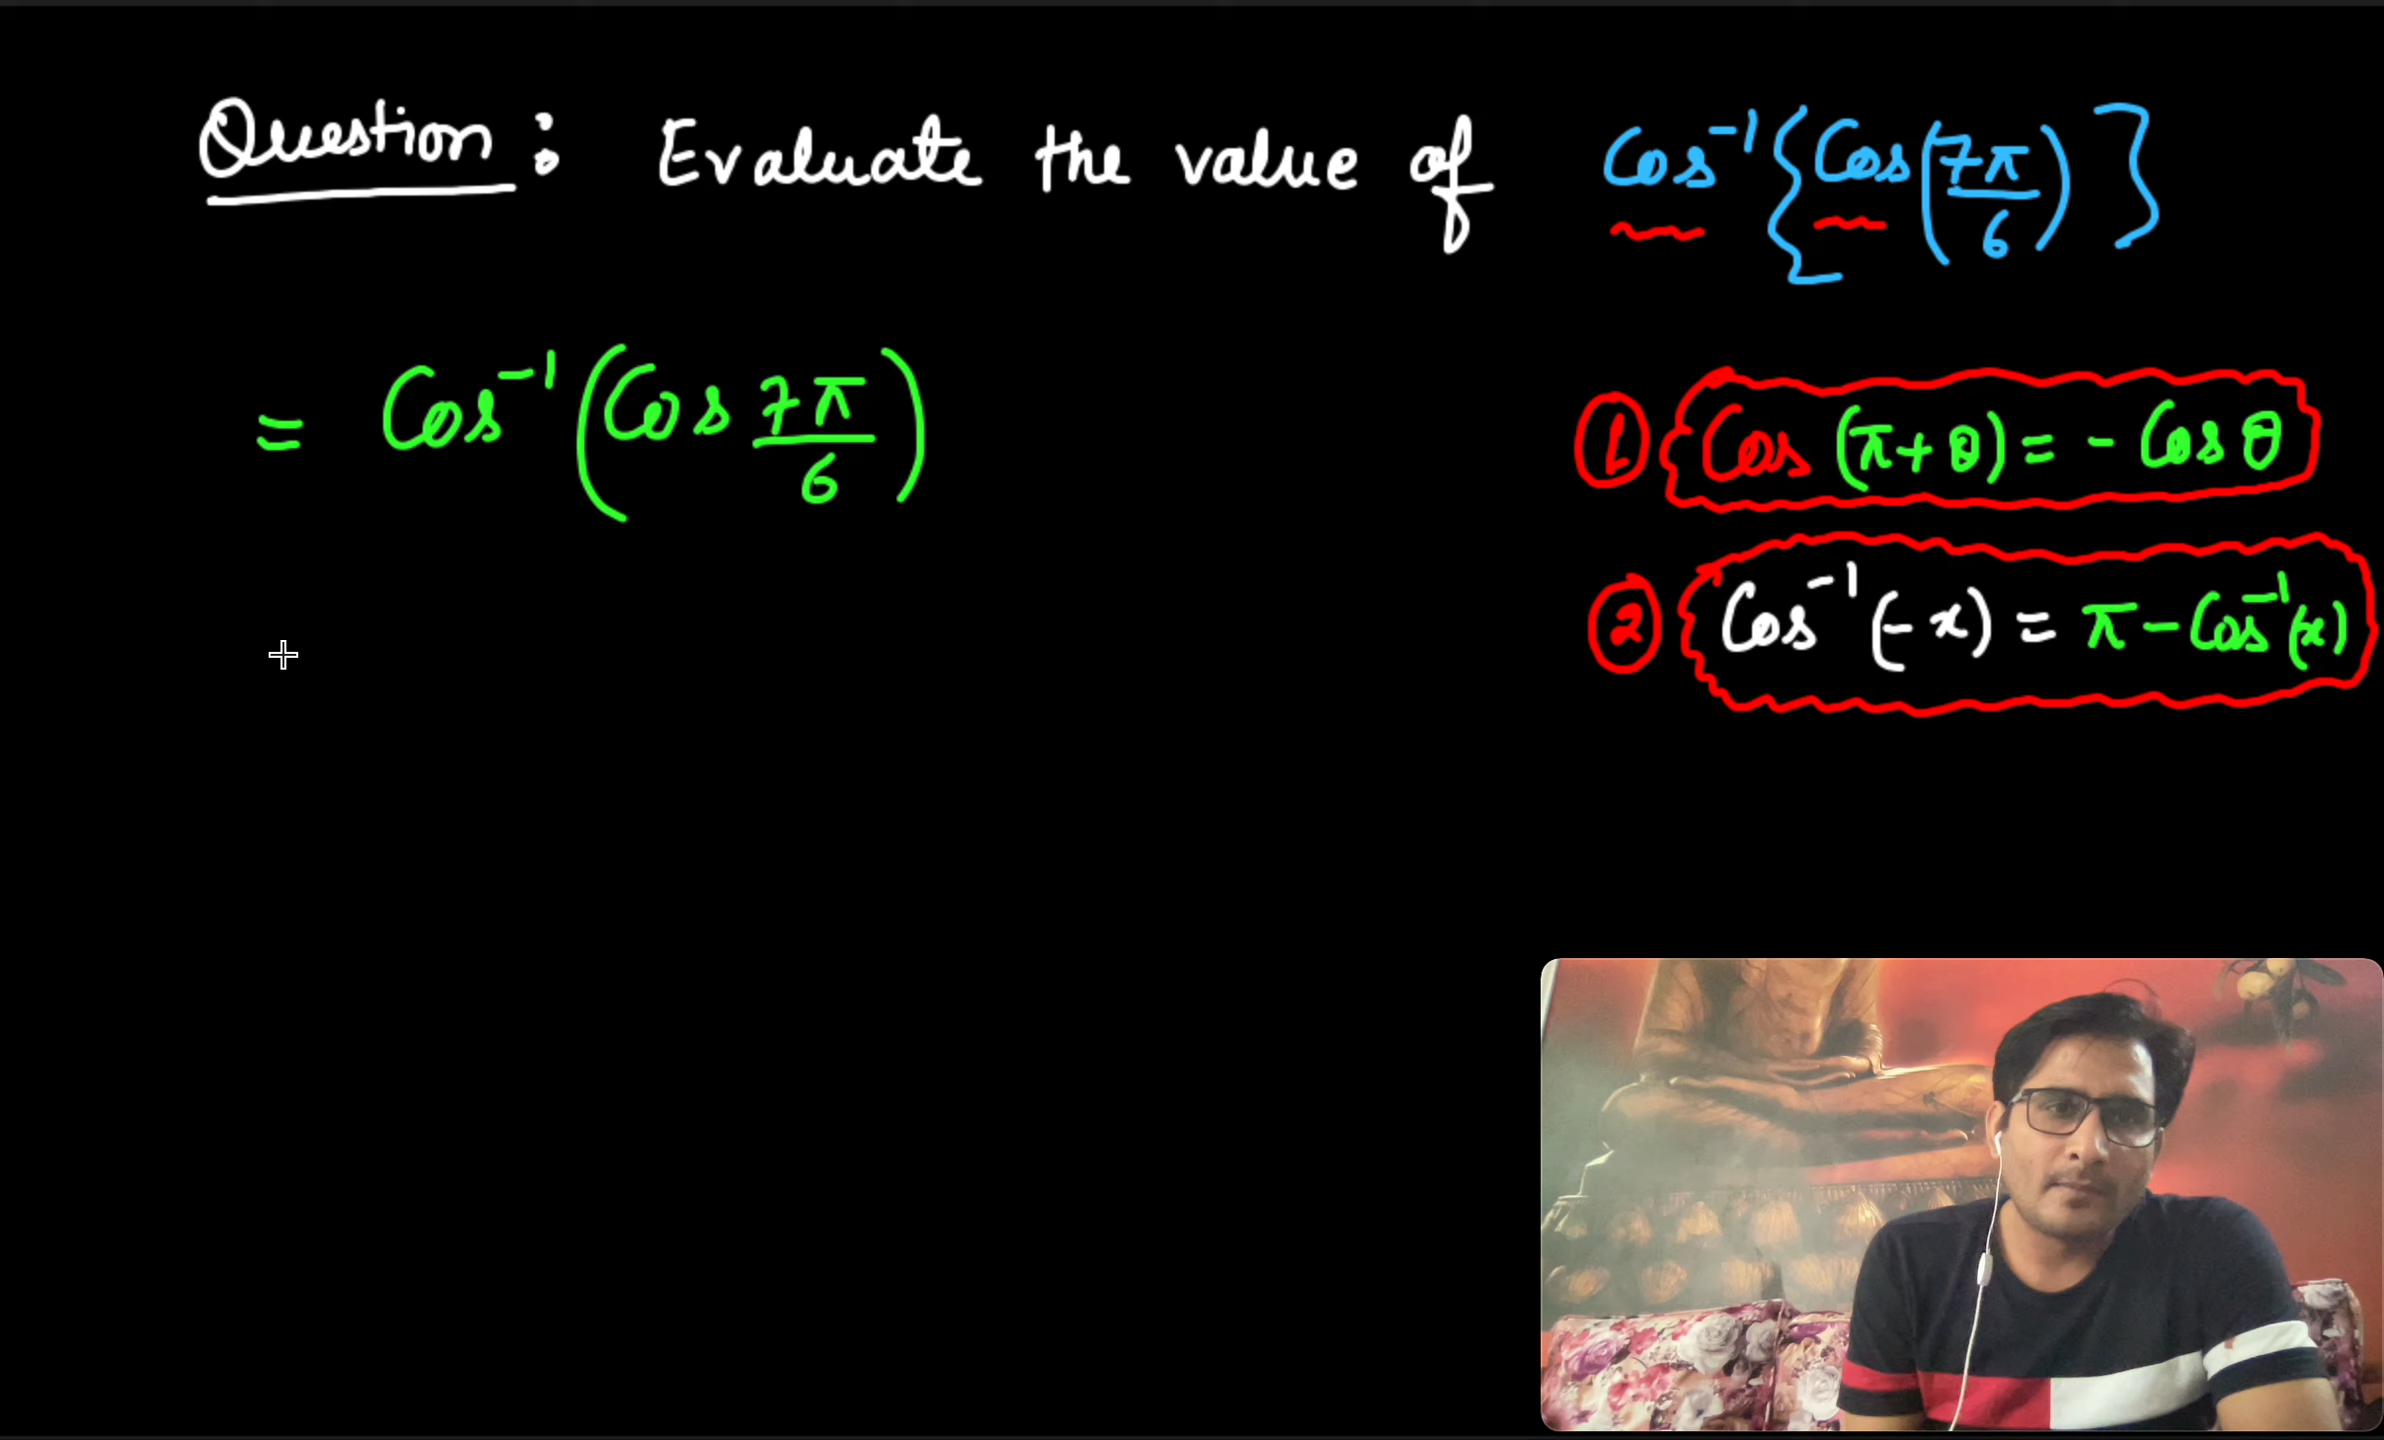 Question : Evaluate the value of Cos⁻¹{Cos(7π/6)}
= Cos⁻¹(Cos 7π/6)
① Cos (π+θ) = - Cos θ
② Cos⁻¹(-x) = π - Cos⁻¹(x)